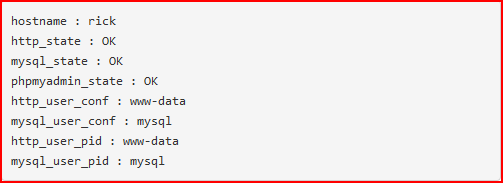 hostname : rick
http_state : OK
mysql_state : OK
phpmyadmin_state : OK
http_user_conf : www-data
mysql_user_conf : mysql
http_user_pid : www-data
mysql_user_pid : mysql